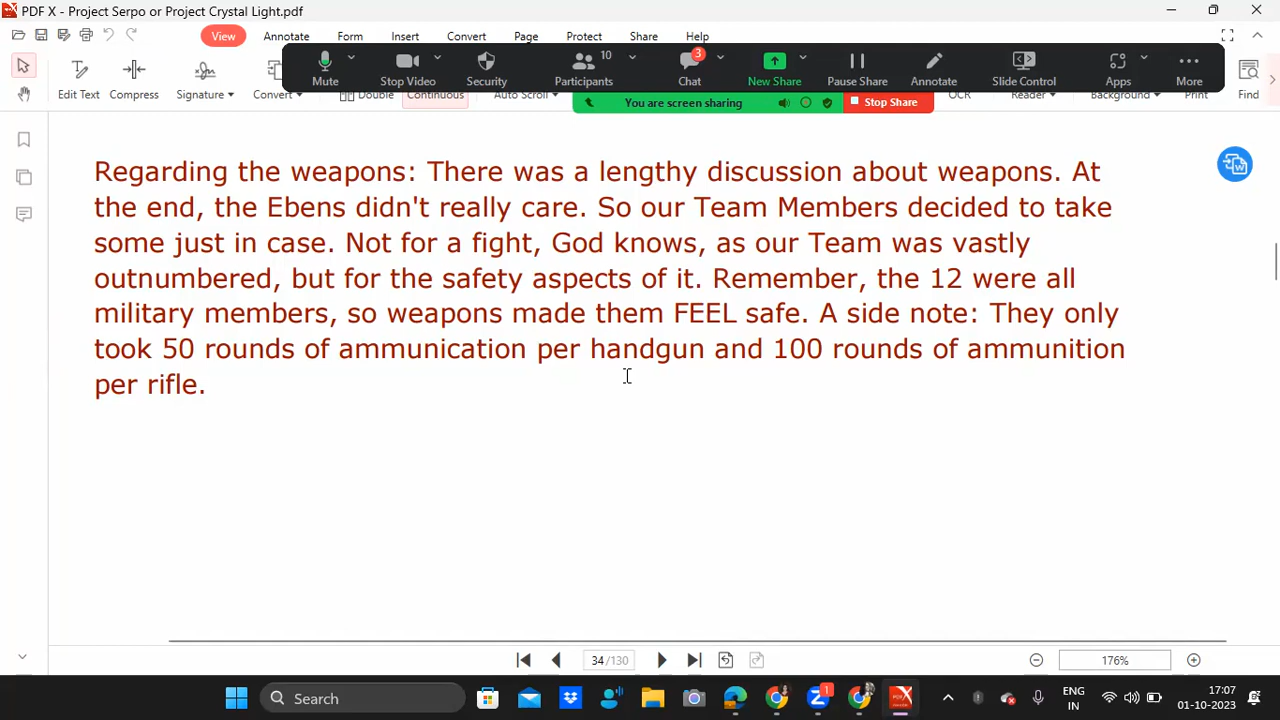 PDF X - Project Serpo or Project Crystal Light.pdf
View Annotate Form Insert Convert Page Protect Share Help
Mute Stop Video Security Participants 10 Chat 3 New Share Pause Share Annotate Slide Control Apps More
Edit Text Compress Signature Convert Double Continuous Auto Scroll OCR Reader Background Print Find
You are screen sharing Stop Share
Regarding the weapons: There was a lengthy discussion about weapons. At
the end, the Ebens didn't really care. So our Team Members decided to take
some just in case. Not for a fight, God knows, as our Team was vastly
outnumbered, but for the safety aspects of it. Remember, the 12 were all
military members, so weapons made them FEEL safe. A side note: They only
took 50 rounds of ammunication per handgun and 100 rounds of ammunition
per rifle.
34 /130 176%
Search 1 ENG 17:07
IN 01-10-2023